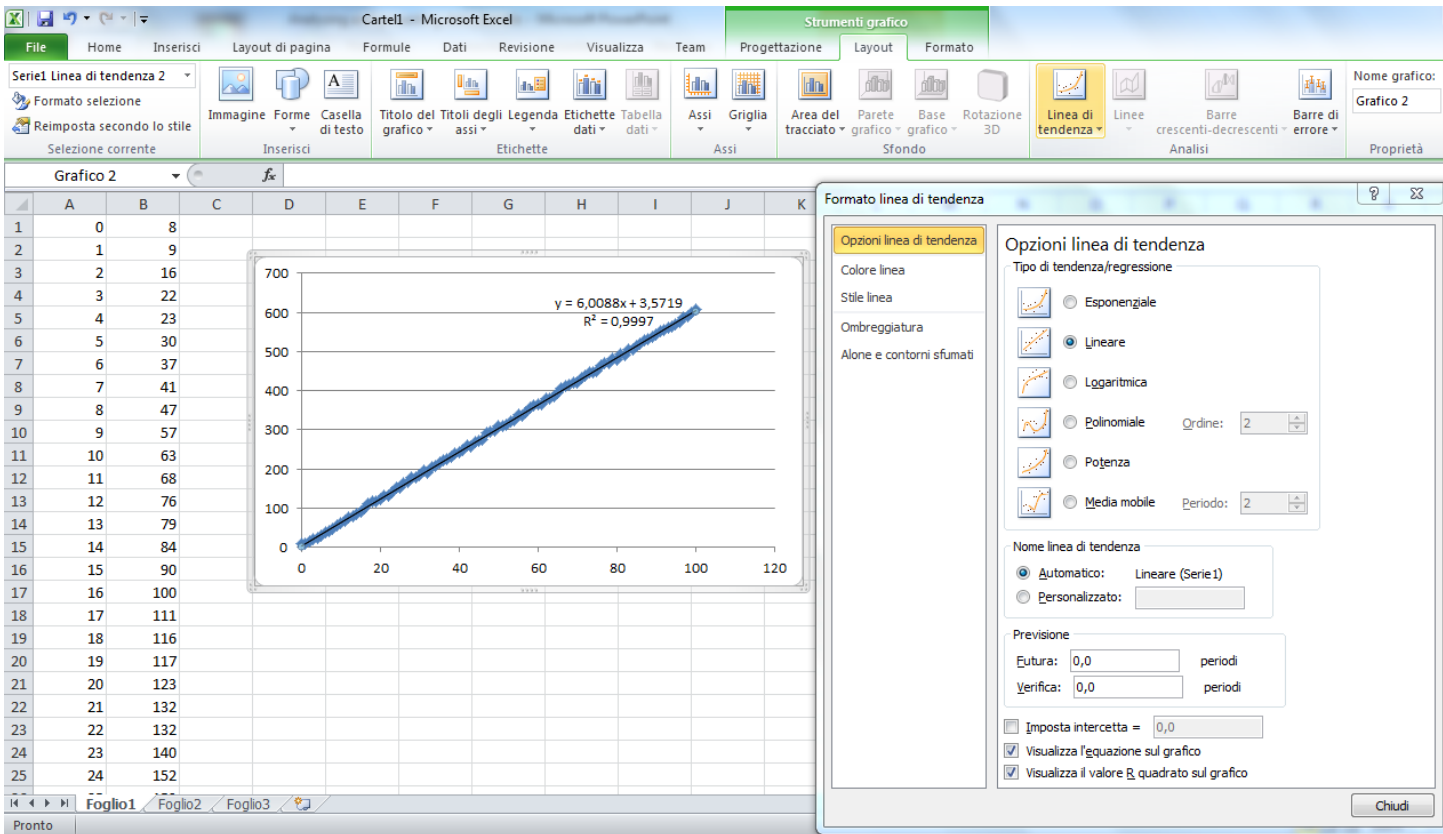 Cartel1 - Microsoft Excel
Strumenti grafico
File Home Inserisci Layout di pagina Formule Dati Revisione Visualizza Team Progettazione Layout Formato
Serie1 Linea di tendenza 2
Formato selezione
Reimposta secondo lo stile
Selezione corrente
Immagine Forme Casella di testo
Inserisci
Titolo del grafico Titoli degli assi Legenda Etichette dati Tabella dati
Etichette
Assi Griglia
Assi
Area del tracciato Parete grafico Base grafico Rotazione 3D
Sfondo
Linea di tendenza Linee Barre crescenti-decrescenti Barre di errore
Analisi
Nome grafico:
Grafico 2
Proprietà
Grafico 2 fx
A B C D E F G H I J K
1 0 8
2 1 9
3 2 16
4 3 22
5 4 23
6 5 30
7 6 37
8 7 41
9 8 47
10 9 57
11 10 63
12 11 68
13 12 76
14 13 79
15 14 84
16 15 90
17 16 100
18 17 111
19 18 116
20 19 117
21 20 123
22 21 132
23 22 132
24 23 140
25 24 152
700
600
500
400
300
200
100
0
y = 6,0088x + 3,5719
R² = 0,9997
0 20 40 60 80 100 120
Foglio1 Foglio2 Foglio3
Pronto
Formato linea di tendenza
Opzioni linea di tendenza
Colore linea
Stile linea
Ombreggiatura
Alone e contorni sfumati
Opzioni linea di tendenza
Tipo di tendenza/regressione
Esponenziale
Lineare
Logaritmica
Polinomiale Ordine: 2
Potenza
Media mobile Periodo: 2
Nome linea di tendenza
Automatico: Lineare (Serie1)
Personalizzato:
Previsione
Futura: 0,0 periodi
Verifica: 0,0 periodi
Imposta intercetta = 0,0
Visualizza l'equazione sul grafico
Visualizza il valore R quadrato sul grafico
Chiudi